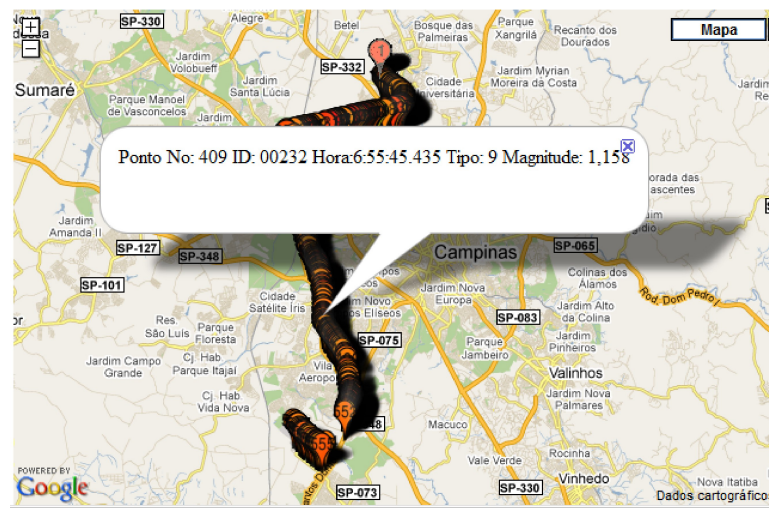 SP-330
Alegre
Betel
Bosque das
Palmeiras
Parque
Xangrilá
Recanto dos
Dourados
Mapa
Jardim
Volobueff
SP-332
1
Sumaré
Jardim
Santa Lúcia
Cidade
Universitária
Jardim Myrian
Moreira da Costa
Parque Manoel
de Vasconcelos
Jardim
Ponto No: 409 ID: 00232 Hora:6:55:45.435 Tipo: 9 Magnitude: 1,158
Jardim
Amanda II
SP-127
SP-348
Campinas
SP-065
SP-101
Colinas dos
Álamos
Rod. Dom Pedro I
Cidade
Satélite Íris
Jardim Nova
Europa
Jardim Alto
da Colina
SP-083
Res.
São Luis
Parque
Floresta
SP-075
Parque
Jambeiro
Jardim
Pinheiros
Jardim Campo
Grande
Cj. Hab
Parque Itajaí
Vila
Valinhos
Cj. Hab
Vida Nova
Jardim Nova
Palmares
Macuco
Vale Verde
Rocinha
POWERED BY
Google
SP-073
SP-330
Vinhedo
Nova Itatiba
Dados cartográficos